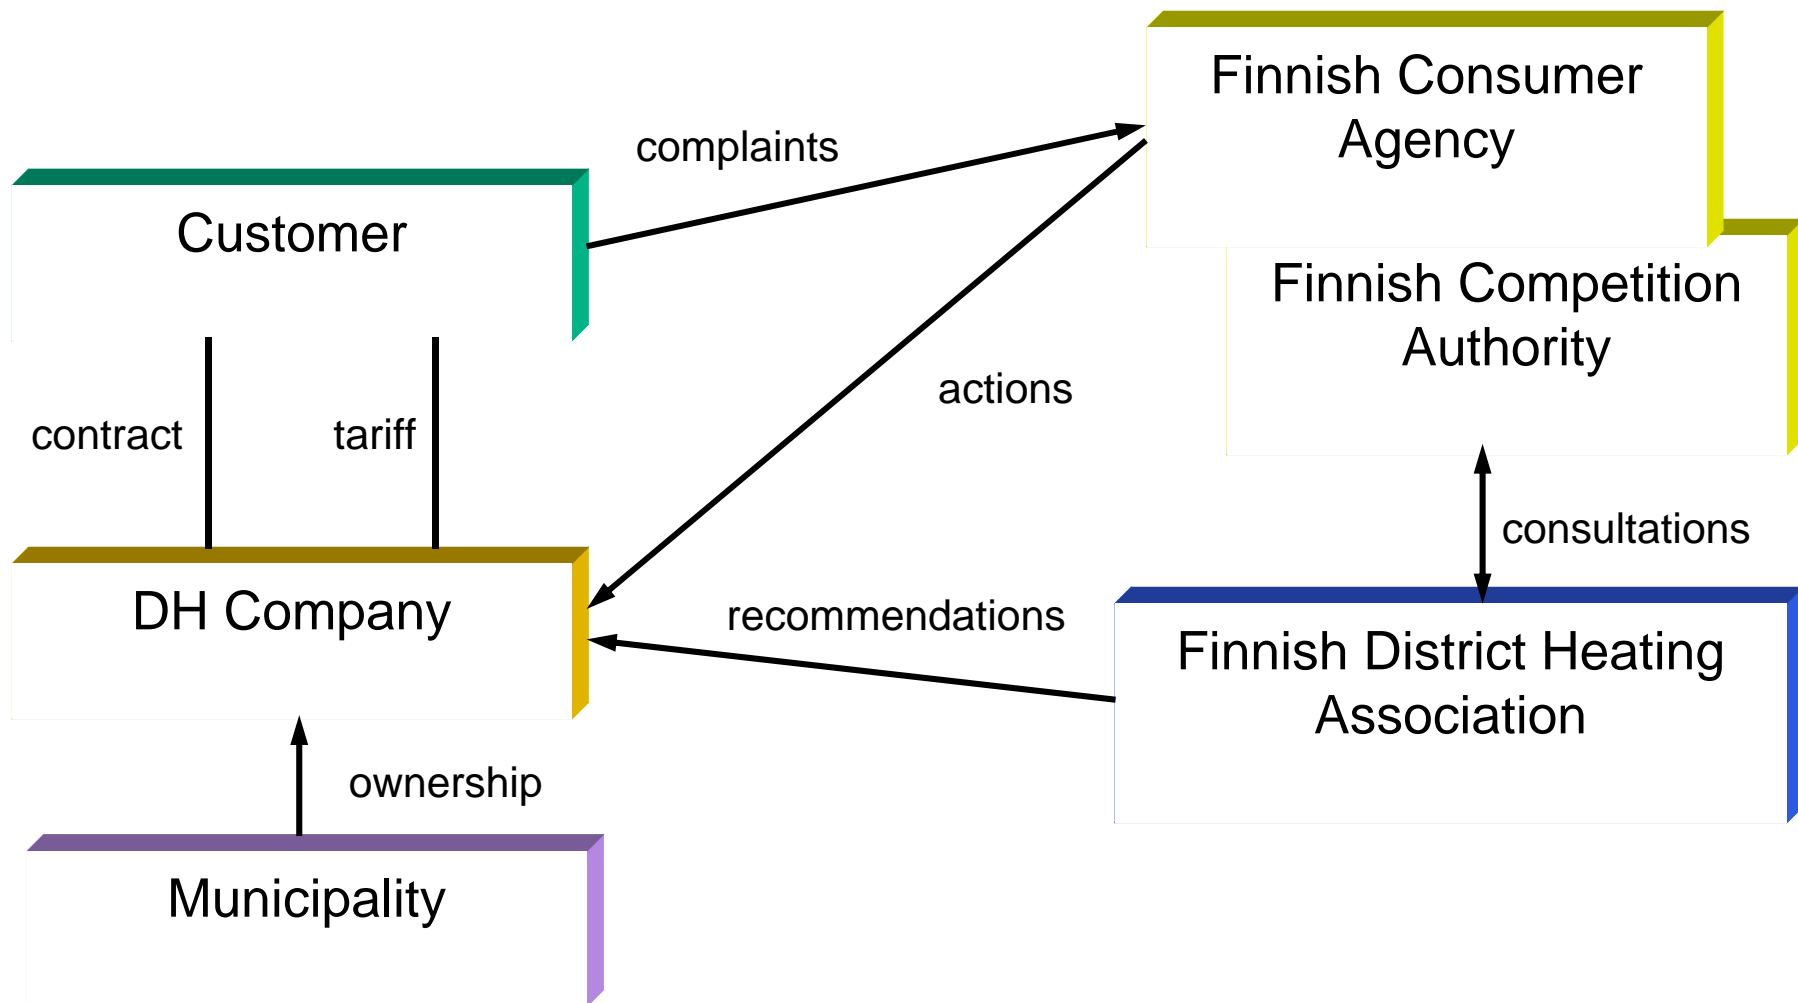 Finnish Consumer
Agency
complaints
Customer
Finnish Competition
Authority
actions
contract
tariff
consultations
DH Company
recommendations
Finnish District Heating
Association
ownership
Municipality